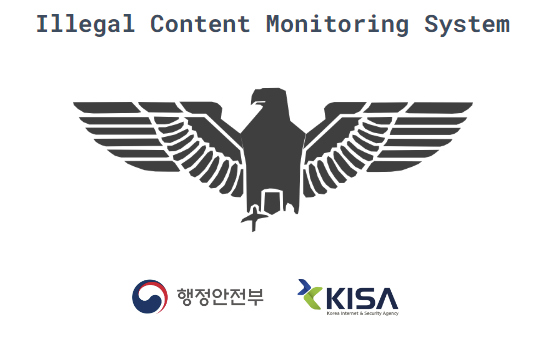 Illegal Content Monitoring System
행정안전부
KISA
Korea Internet & Security Agency